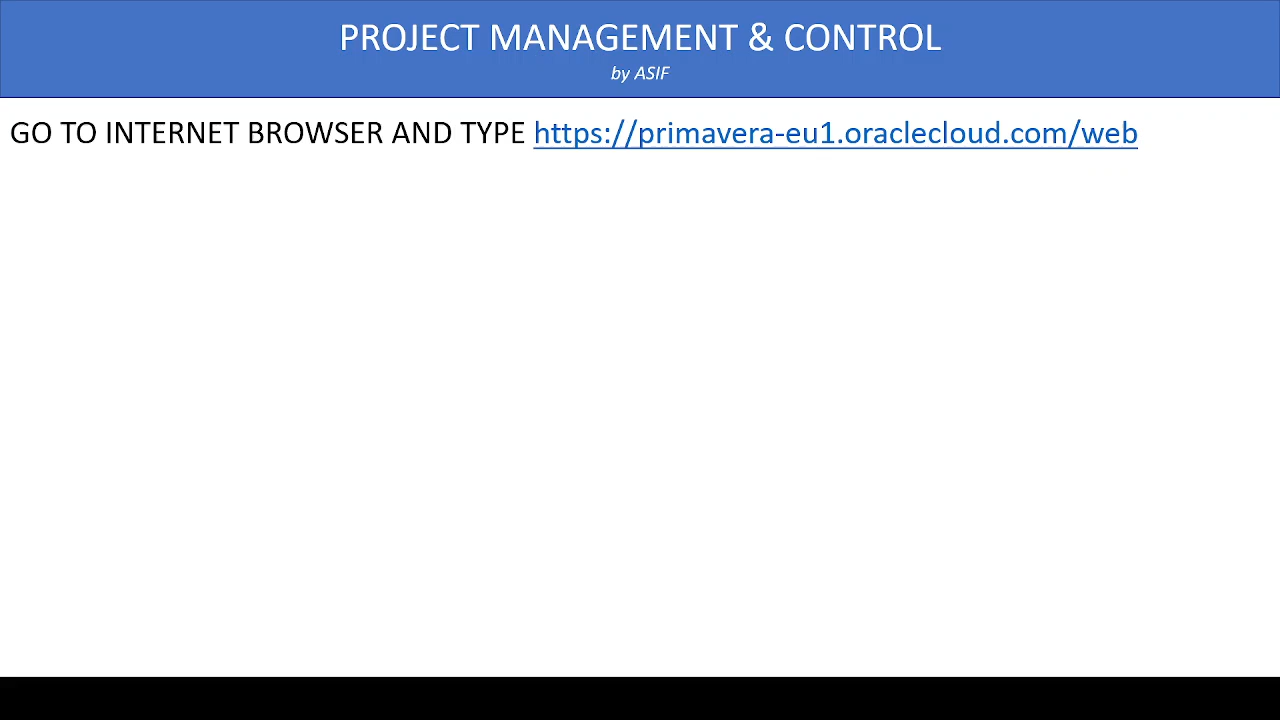 PROJECT MANAGEMENT & CONTROL
by ASIF
GO TO INTERNET BROWSER AND TYPE https://primavera-eu1.oraclecloud.com/web